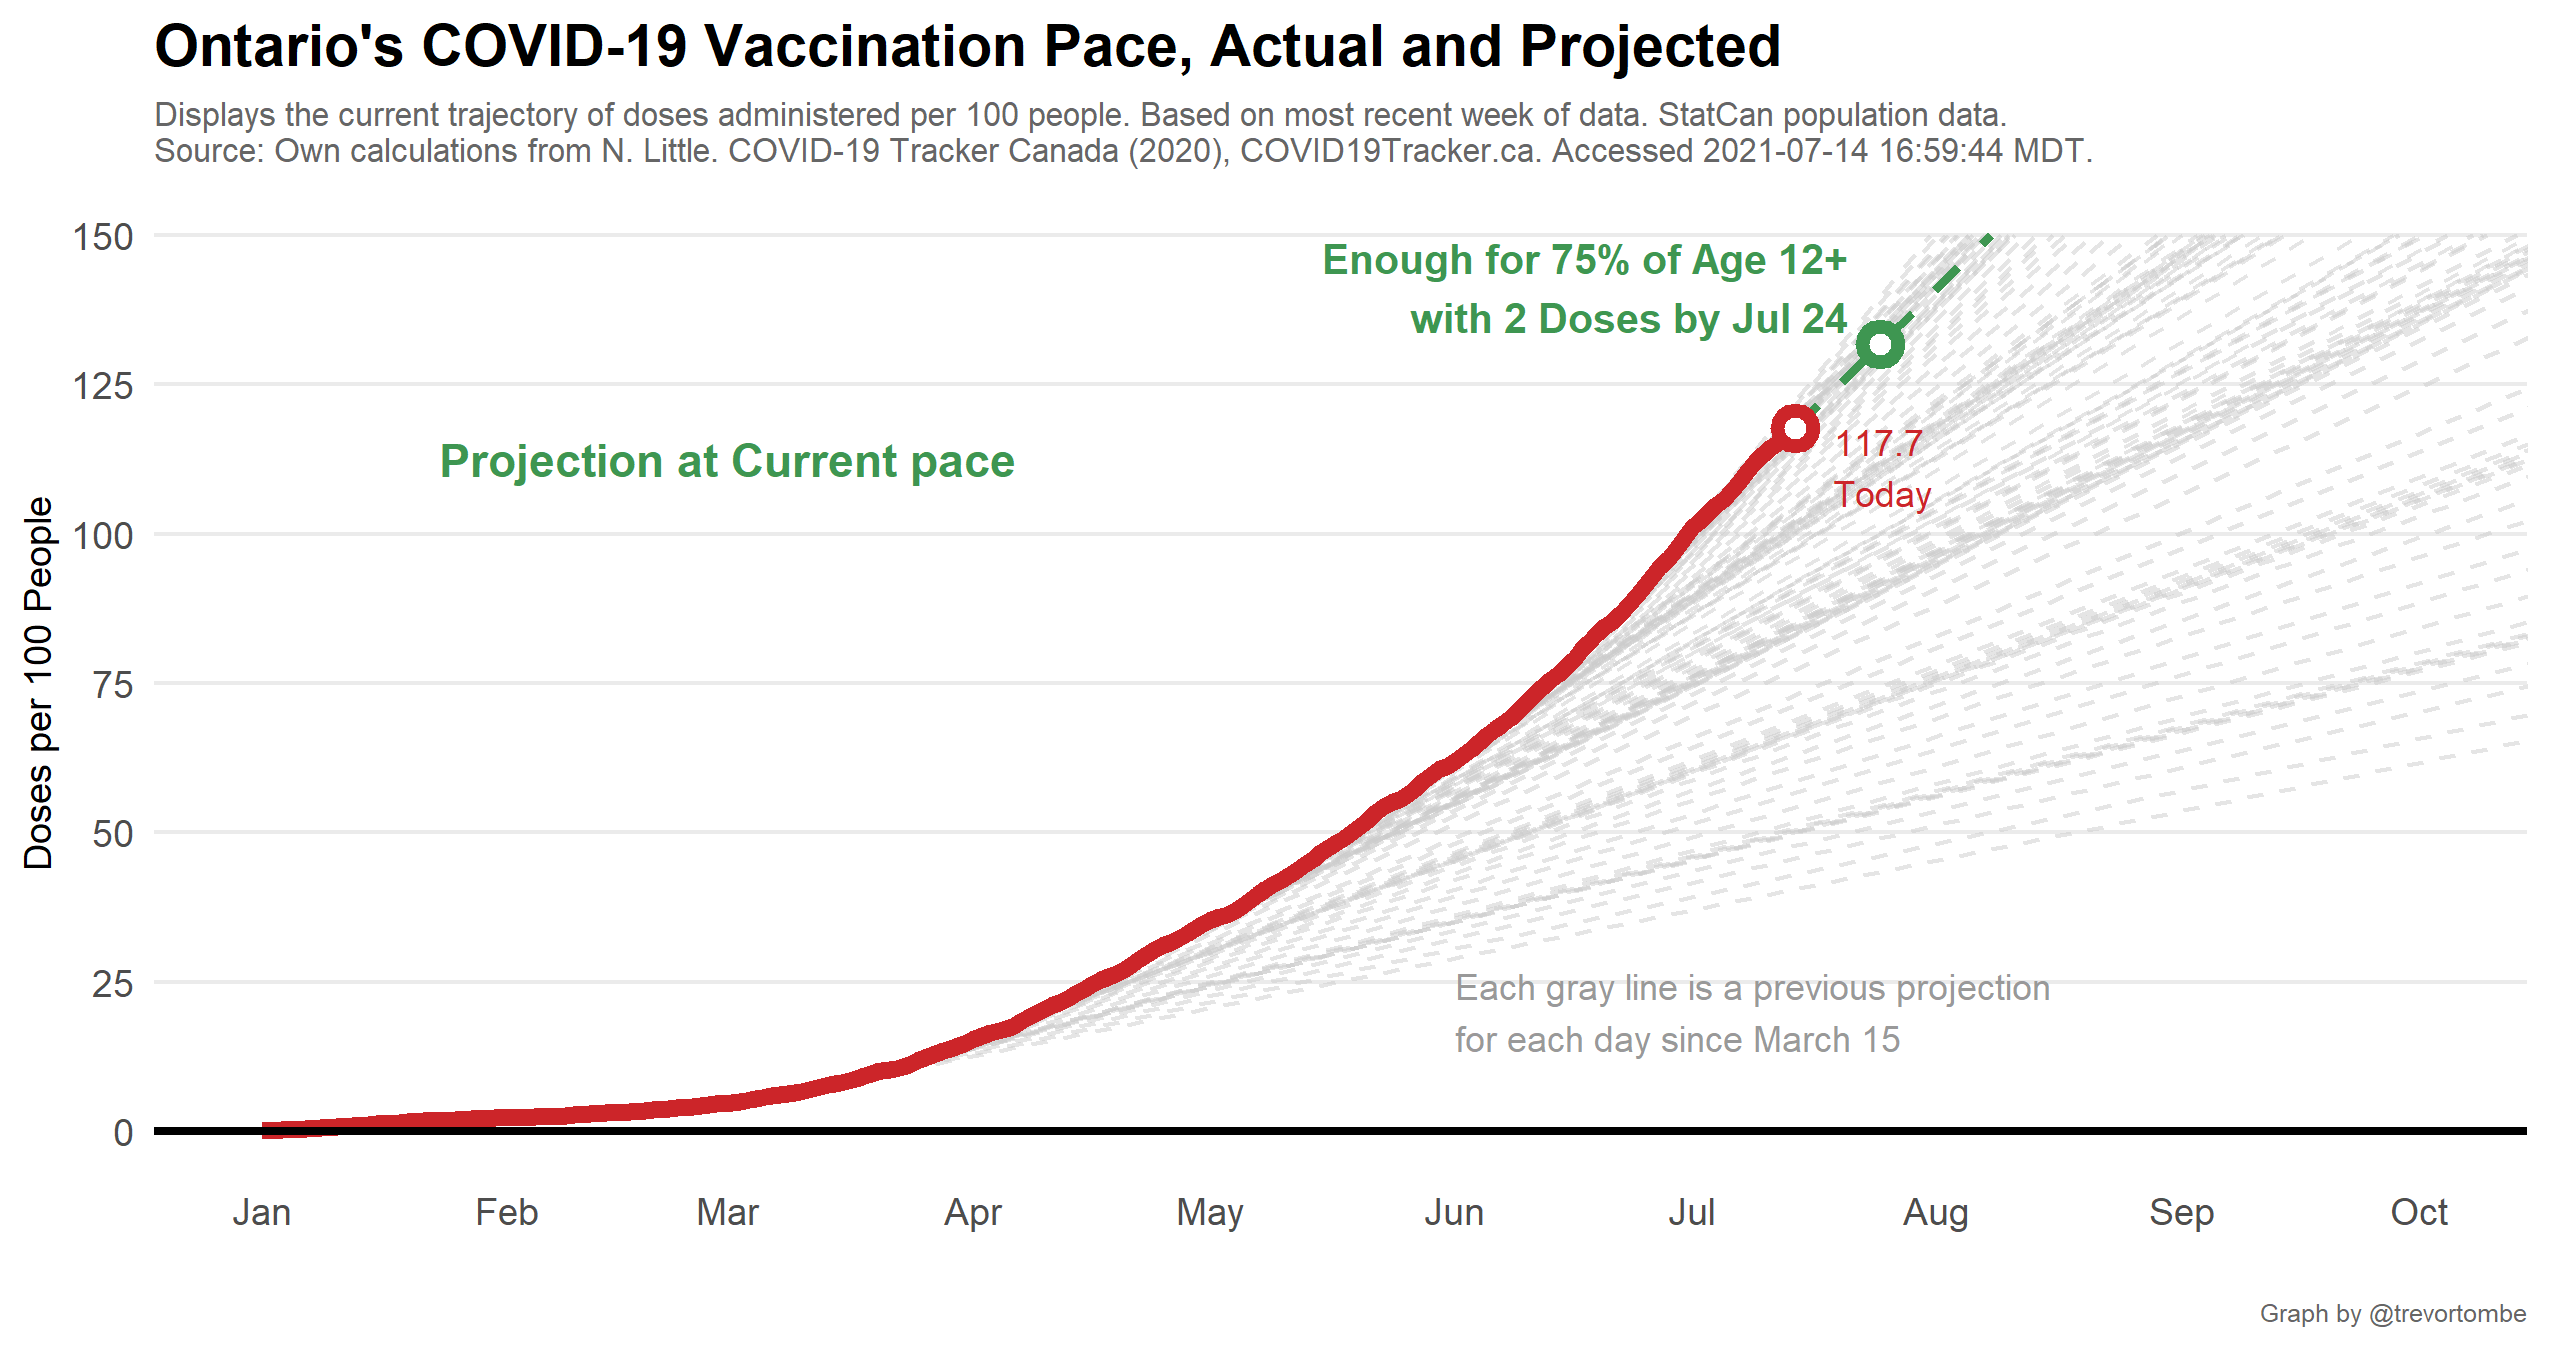 Ontario's COVID-19 Vaccination Pace, Actual and Projected
Displays the current trajectory of doses administered per 100 people. Based on most recent week of data. StatCan population data.
Source: Own calculations from N. Little. COVID-19 Tracker Canada (2020), COVID19Tracker.ca. Accessed 2021-07-14 16:59:44 MDT.
Doses per 100 People
150
125
100
75
50
25
0
Enough for 75% of Age 12+
with 2 Doses by Jul 24
Projection at Current pace
117.7
Today
Each gray line is a previous projection
for each day since March 15
Jan Feb Mar Apr May Jun Jul Aug Sep Oct
Graph by @trevortombe